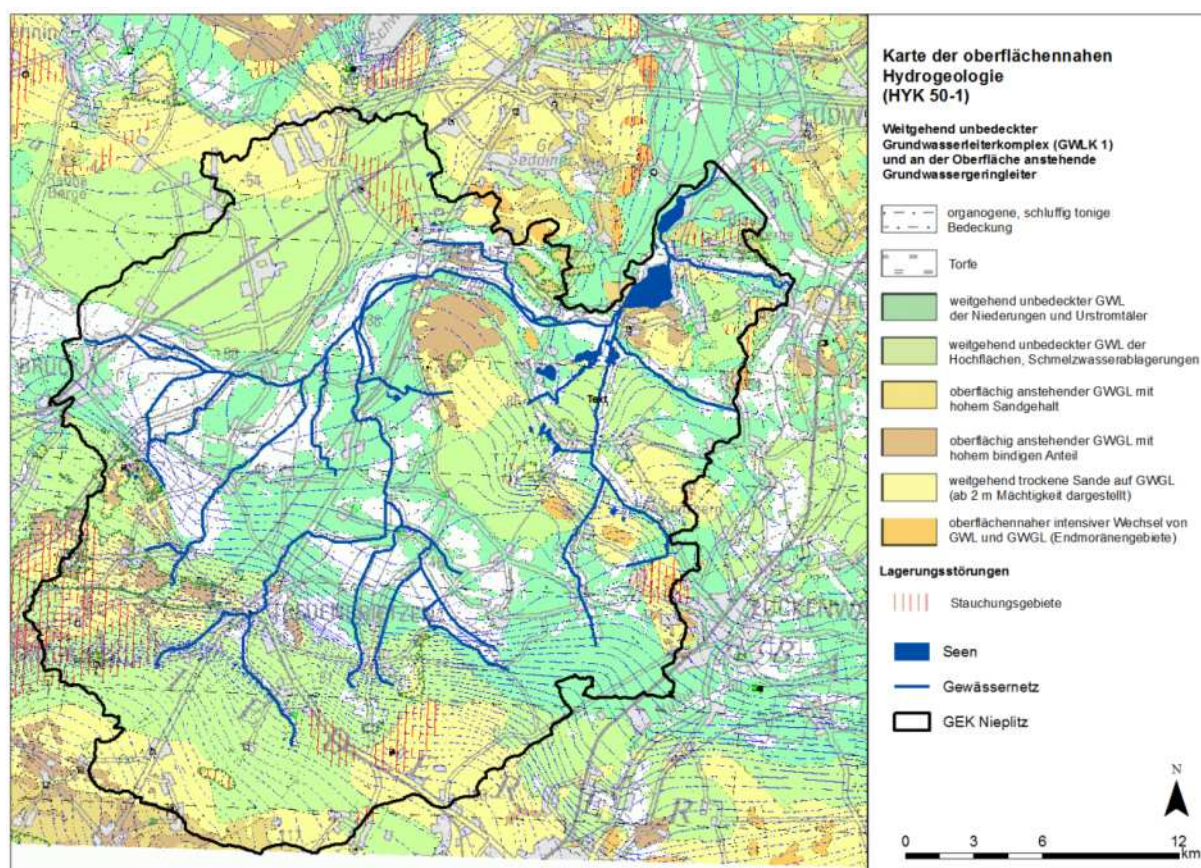 Karte der oberflächennahen
Hydrogeologie
(HYK 50-1)
Weitgehend unbedeckter
Grundwasserleiterkomplex (GWLK 1)
und an der Oberfläche anstehende
Grundwassergeringleiter
organogene, schluffig tonige
Bedeckung
Torfe
weitgehend unbedeckter GWL
der Niederungen und Urstromtäler
weitgehend unbedeckter GWL der
Hochflächen, Schmelzwasserablagerungen
oberflächig anstehender GWGL mit
hohem Sandgehalt
oberflächig anstehender GWGL mit
hohem bindigen Anteil
weitgehend trockene Sande auf GWGL
(ab 2 m Mächtigkeit dargestellt)
oberflächennaher intensiver Wechsel von
GWL und GWGL (Endmoränengebiete)
Lagerungsstörungen
Stauchungsgebiete
Seen
Gewässernetz
GEK Nieplitz
N
0 3 6 12
km
Text